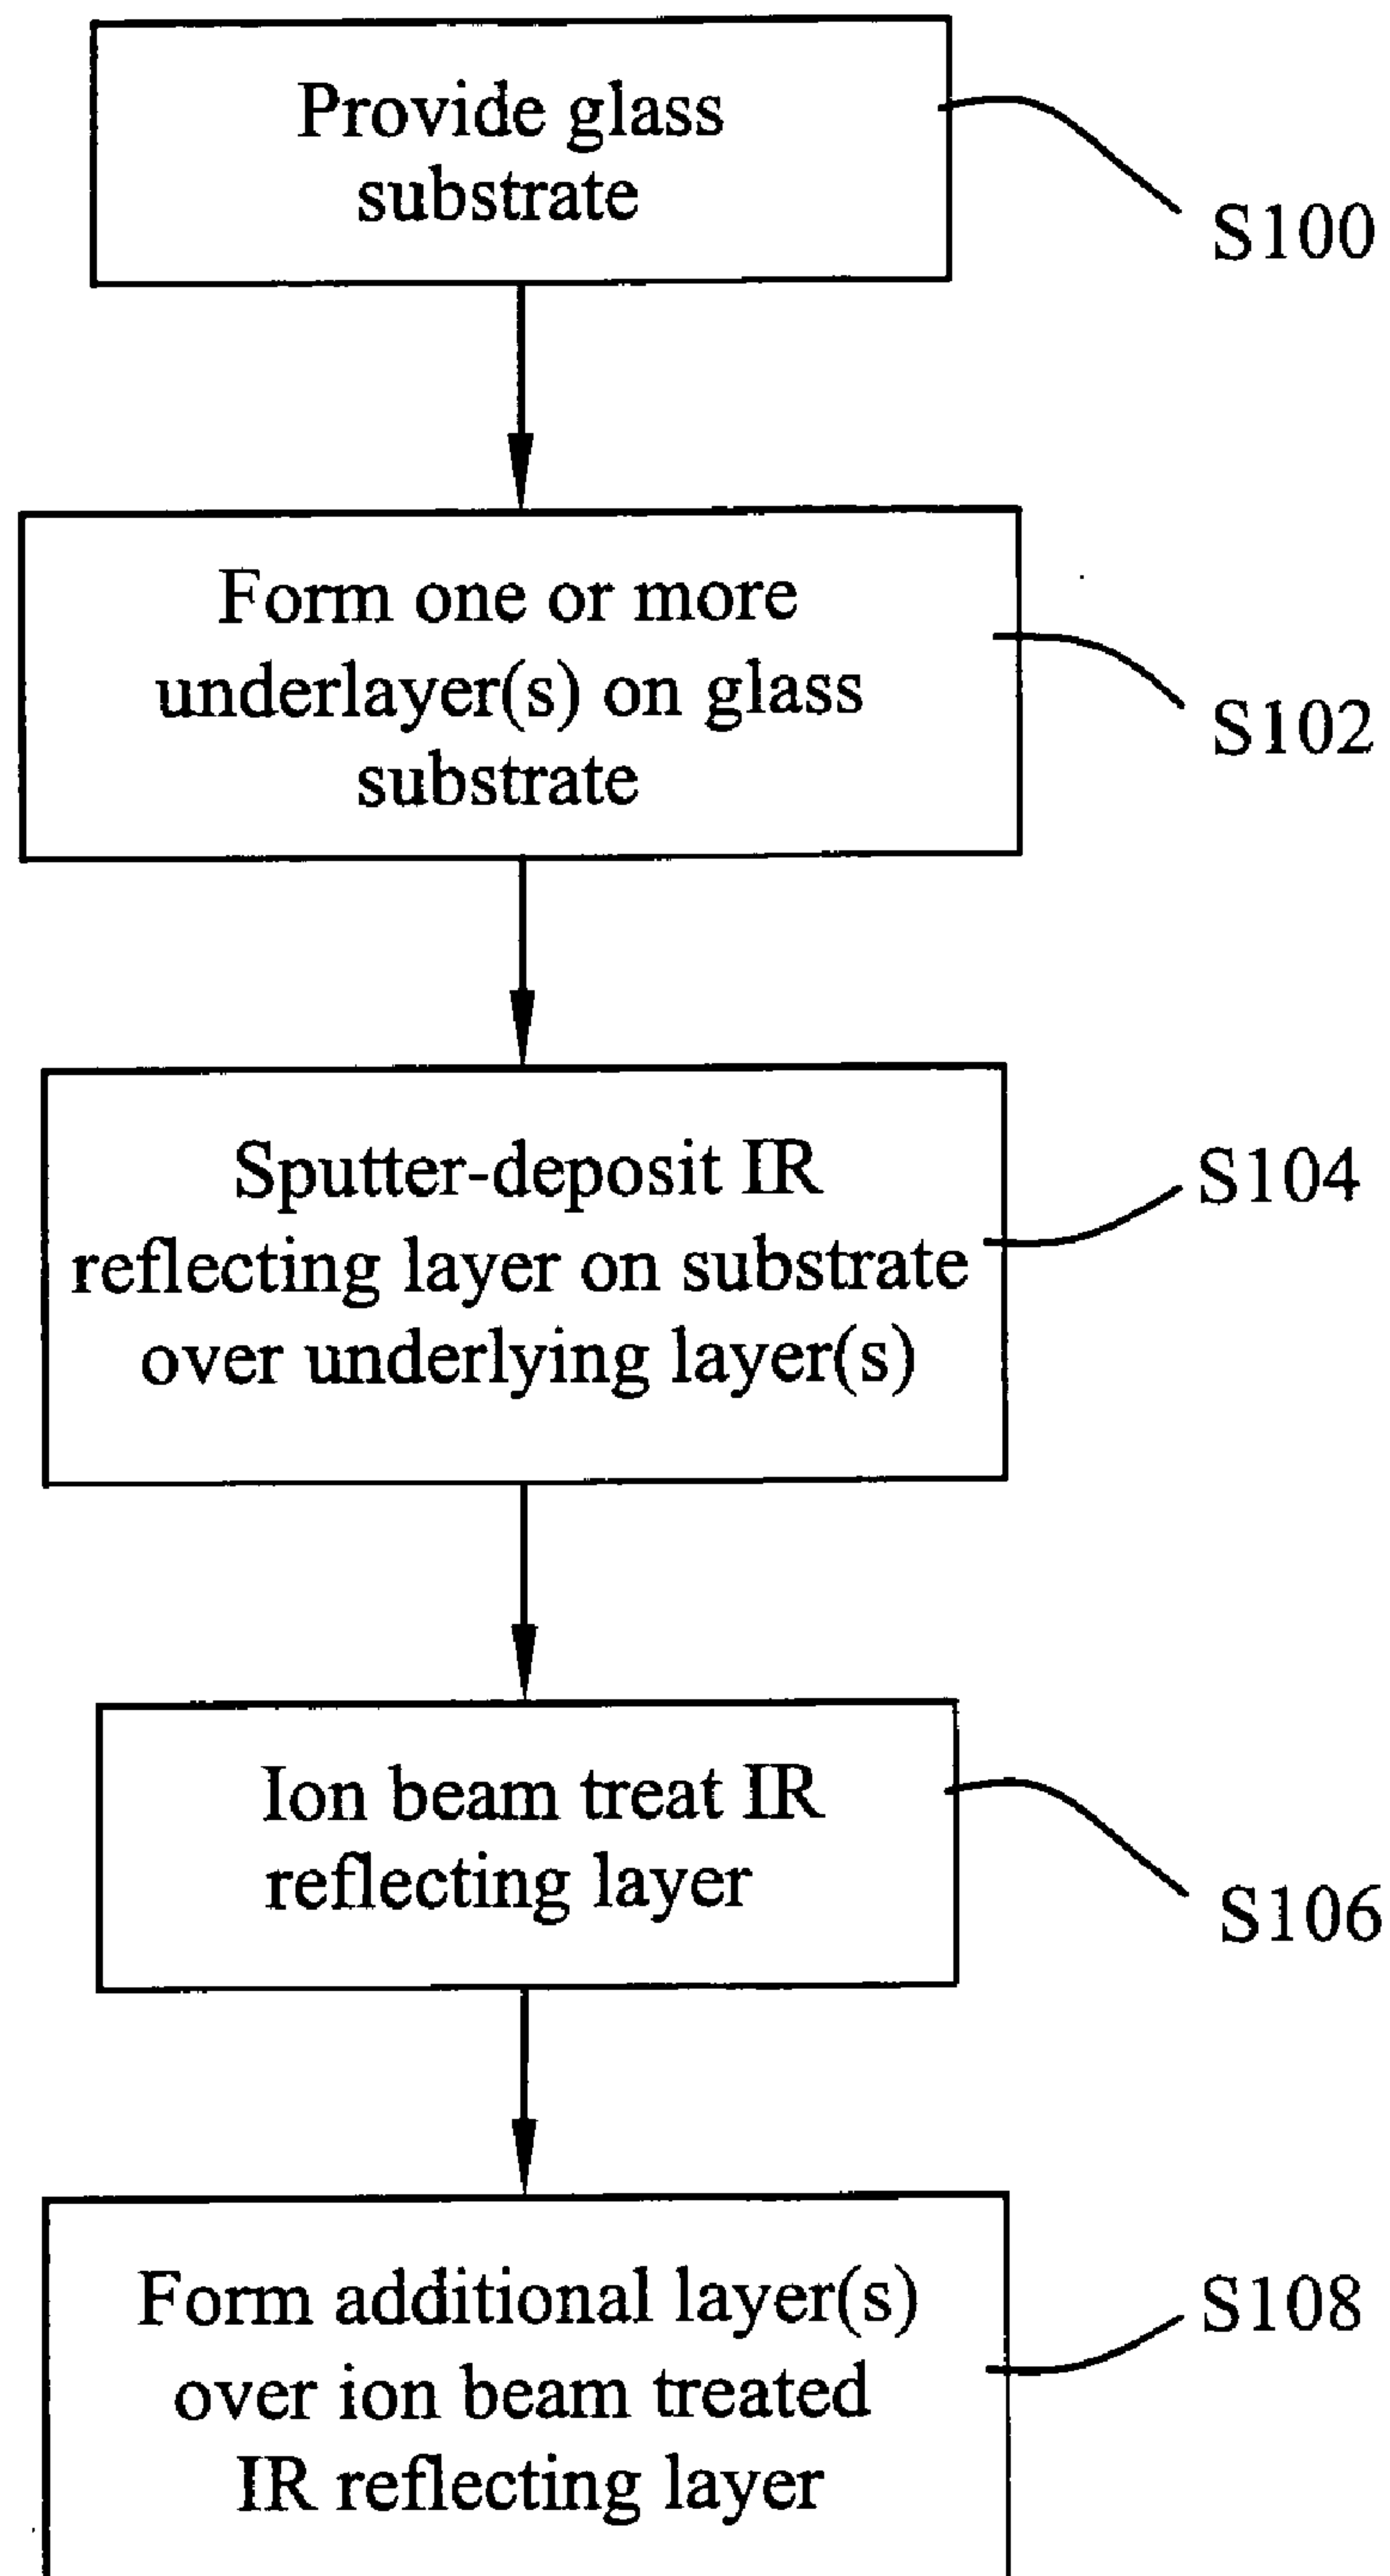 Provide glass
substrate
S100
Form one or more
underlayer(s) on glass
substrate
S102
Sputter-deposit IR
reflecting layer on substrate
over underlying layer(s)
S104
Ion beam treat IR
reflecting layer
S106
Form additional layer(s)
over ion beam treated
IR reflecting layer
S108